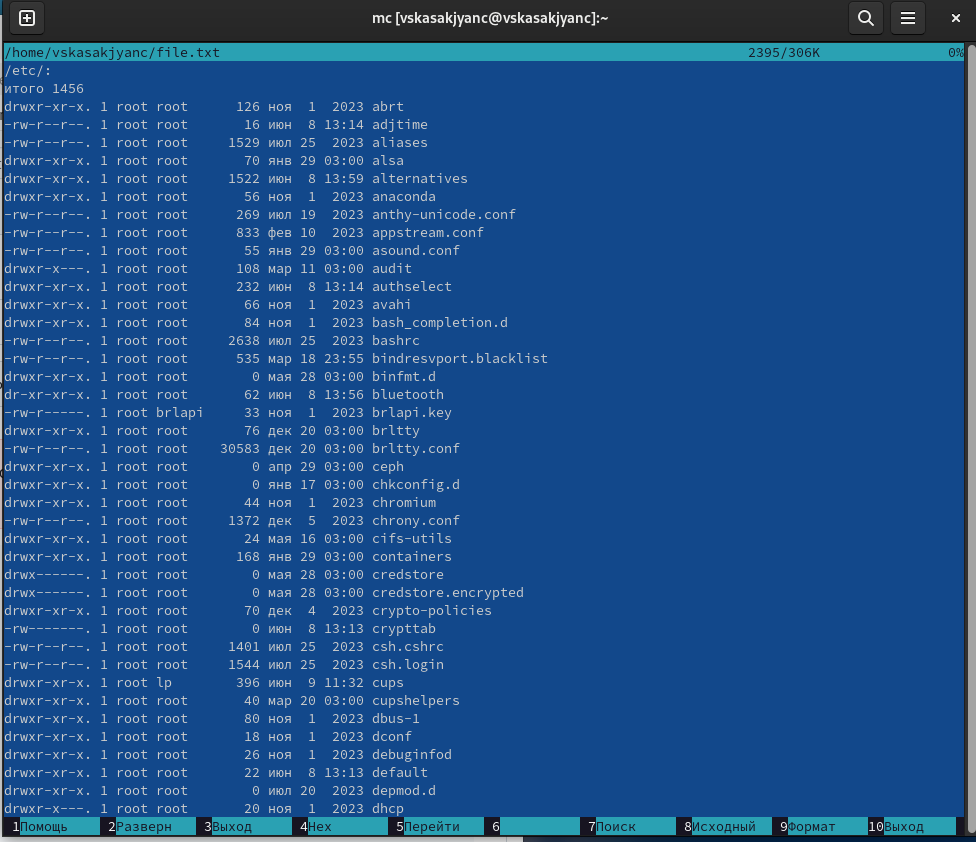 mc [vskasakjyanc@vskasakjyanc]:~
/home/vskasakjyanc/file.txt 2395/306K 0%
/etc/:
итого 1456
drwxr-xr-x. 1 root root 126 ноя 1 2023 abrt
-rw-r--r--. 1 root root 16 июн 8 13:14 adjtime
-rw-r--r--. 1 root root 1529 июл 25 2023 aliases
drwxr-xr-x. 1 root root 70 янв 29 03:00 alsa
drwxr-xr-x. 1 root root 1522 июн 8 13:59 alternatives
drwxr-xr-x. 1 root root 56 ноя 1 2023 anaconda
-rw-r--r--. 1 root root 269 июл 19 2023 anthy-unicode.conf
-rw-r--r--. 1 root root 833 фев 10 2023 appstream.conf
-rw-r--r--. 1 root root 55 янв 29 03:00 asound.conf
drwxr-x---. 1 root root 108 мар 11 03:00 audit
drwxr-xr-x. 1 root root 232 июн 8 13:14 authselect
drwxr-xr-x. 1 root root 66 ноя 1 2023 avahi
drwxr-xr-x. 1 root root 84 ноя 1 2023 bash_completion.d
-rw-r--r--. 1 root root 2638 июл 25 2023 bashrc
-rw-r--r--. 1 root root 535 мар 18 23:55 bindresvport.blacklist
drwxr-xr-x. 1 root root 0 мая 28 03:00 binfmt.d
dr-xr-xr-x. 1 root root 62 июн 8 13:56 bluetooth
-rw-r-----. 1 root brlapi 33 ноя 1 2023 brlapi.key
drwxr-xr-x. 1 root root 76 дек 20 03:00 brltty
-rw-r--r--. 1 root root 30583 дек 20 03:00 brltty.conf
drwxr-xr-x. 1 root root 0 апр 29 03:00 ceph
drwxr-xr-x. 1 root root 0 янв 17 03:00 chkconfig.d
drwxr-xr-x. 1 root root 44 ноя 1 2023 chromium
-rw-r--r--. 1 root root 1372 дек 5 2023 chrony.conf
drwxr-xr-x. 1 root root 24 мая 16 03:00 cifs-utils
drwxr-xr-x. 1 root root 168 янв 29 03:00 containers
drwx------. 1 root root 0 мая 28 03:00 credstore
drwx------. 1 root root 0 мая 28 03:00 credstore.encrypted
drwxr-xr-x. 1 root root 70 дек 4 2023 crypto-policies
-rw-------. 1 root root 0 июн 8 13:13 crypttab
-rw-r--r--. 1 root root 1401 июл 25 2023 csh.cshrc
-rw-r--r--. 1 root root 1544 июл 25 2023 csh.login
drwxr-xr-x. 1 root lp 396 июн 9 11:32 cups
drwxr-xr-x. 1 root root 40 мар 20 03:00 cupshelpers
drwxr-xr-x. 1 root root 80 ноя 1 2023 dbus-1
drwxr-xr-x. 1 root root 18 ноя 1 2023 dconf
drwxr-xr-x. 1 root root 26 ноя 1 2023 debuginfod
drwxr-xr-x. 1 root root 22 июн 8 13:13 default
drwxr-xr-x. 1 root root 0 июл 20 2023 depmod.d
drwxr-x---. 1 root root 20 ноя 1 2023 dhcp
1Помощь 2Разверн 3Выход 4Hex 5Перейти 6 7Поиск 8Исходный 9Формат 10Выход